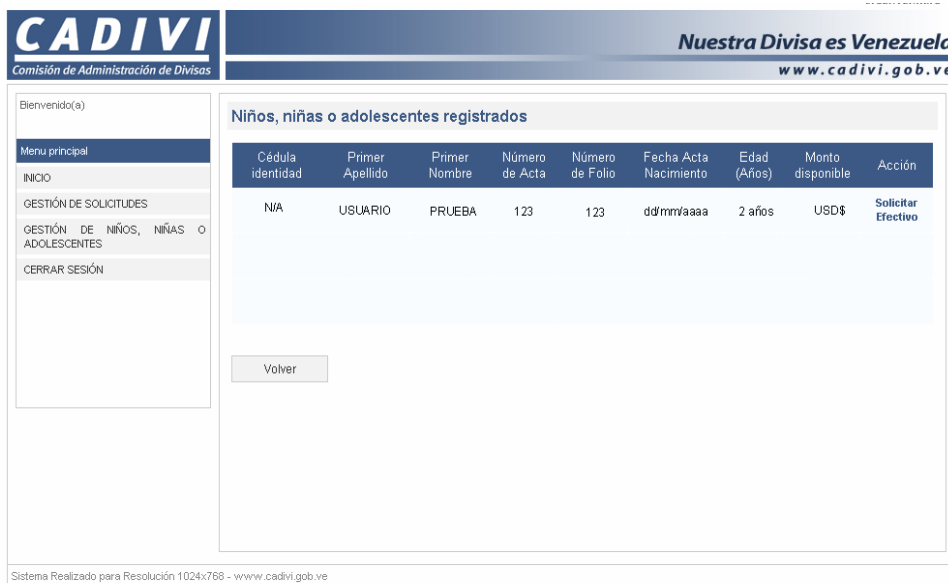 CADIVI
Comisión de Administración de Divisas
Nuestra Divisa es Venezuela
www.cadivi.gob.ve
Bienvenido(a)
Menu principal
INICIO
GESTIÓN DE SOLICITUDES
GESTIÓN DE NIÑOS, NIÑAS O
ADOLESCENTES
CERRAR SESIÓN
Niños, niñas o adolescentes registrados
Cédula identidad Primer Apellido Primer Nombre Número de Acta Número de Folio Fecha Acta Nacimiento Edad (Años) Monto disponible Acción
N/A USUARIO PRUEBA 123 123 dd/mm/aaaa 2 años USD$ Solicitar Efectivo
Volver
Sistema Realizado para Resolución 1024x768 - www.cadivi.gob.ve